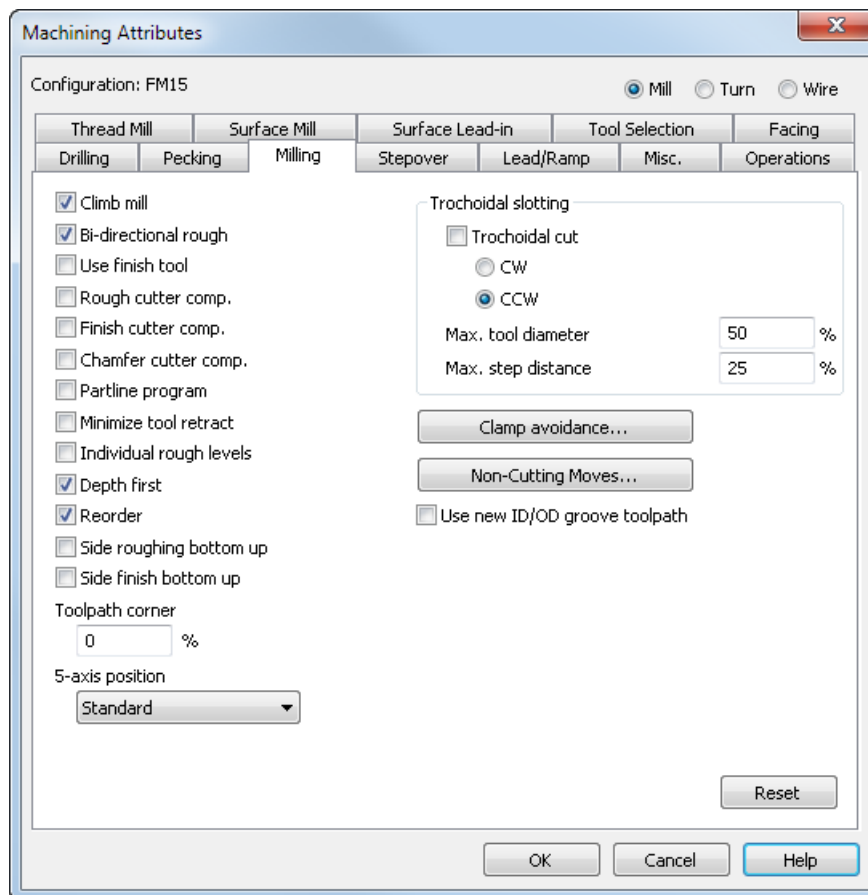 Machining Attributes
Configuration: FM15
Mill Turn Wire
Thread Mill Surface Mill Surface Lead-in Tool Selection Facing
Drilling Pecking Milling Stepover Lead/Ramp Misc. Operations
Climb mill
Bi-directional rough
Use finish tool
Rough cutter comp.
Finish cutter comp.
Chamfer cutter comp.
Partline program
Minimize tool retract
Individual rough levels
Depth first
Reorder
Side roughing bottom up
Side finish bottom up
Toolpath corner
0 %
5-axis position
Standard
Trochoidal slotting
Trochoidal cut
CW
CCW
Max. tool diameter 50 %
Max. step distance 25 %
Clamp avoidance...
Non-Cutting Moves...
Use new ID/OD groove toolpath
Reset
OK Cancel Help